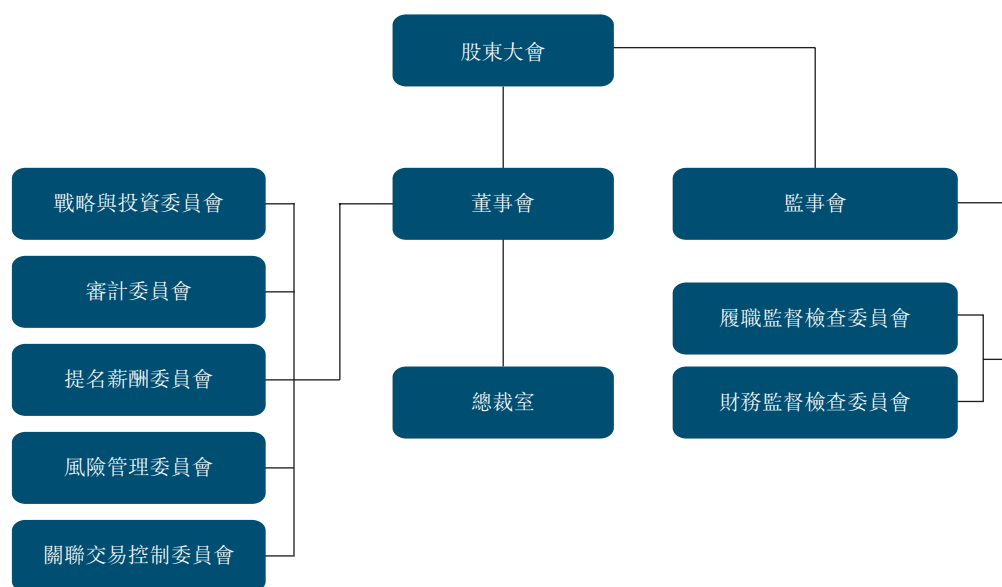 股東大會
戰略與投資委員會
董事會
監事會
審計委員會
履職監督檢查委員會
提名薪酬委員會
總裁室
財務監督檢查委員會
風險管理委員會
關聯交易控制委員會